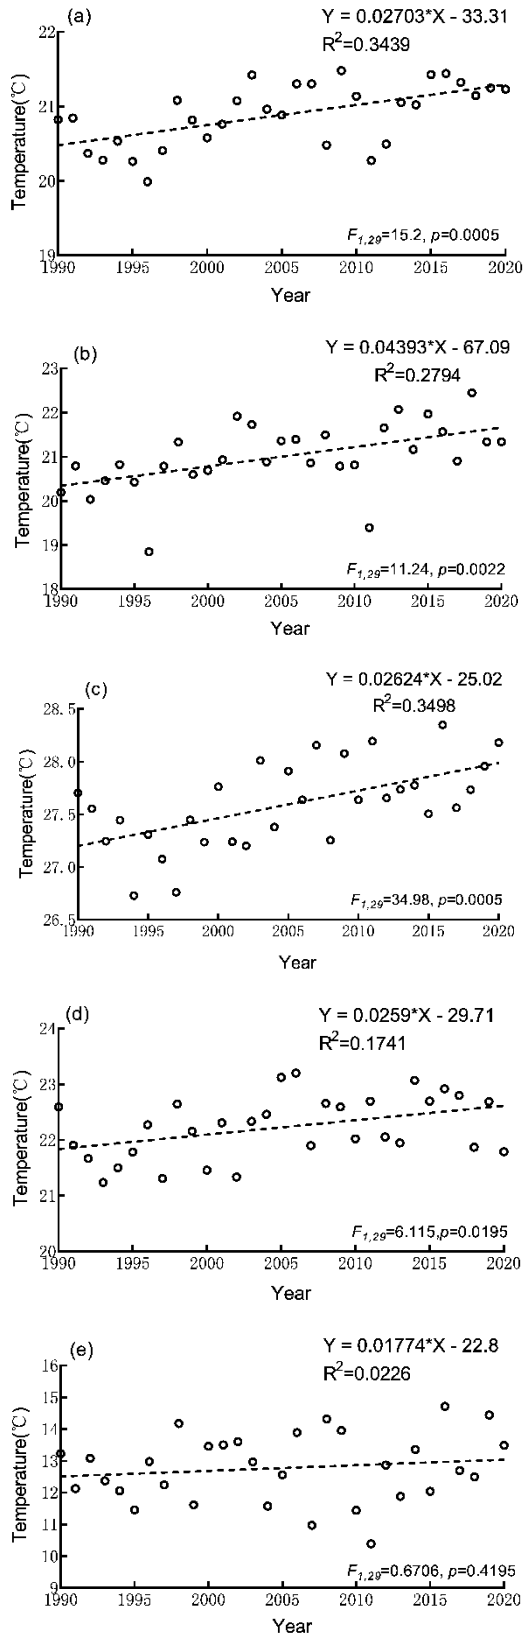 (a)
Y = 0.02703*X - 33.31
R²=0.3439
22
21
20
19
Temperature(℃)
F1,29=15.2, p=0.0005
1990 1995 2000 2005 2010 2015 2020
Year
(b)
Y = 0.04393*X - 67.09
R²=0.2794
23
22
21
20
19
18
Temperature(℃)
F1,29=11.24, p=0.0022
1990 1995 2000 2005 2010 2015 2020
Year
(c)
Y = 0.02624*X - 25.02
R²=0.3498
28.5
28.0
27.5
27.0
26.5
Temperature(℃)
F1,29=34.98, p=0.0005
1990 1995 2000 2005 2010 2015 2020
Year
(d)
Y = 0.0259*X - 29.71
R²=0.1741
24
23
22
21
20
Temperature(℃)
F1,29=6.115,p=0.0195
1990 1995 2000 2005 2010 2015 2020
Year
(e)
Y = 0.01774*X - 22.8
R²=0.0226
16
15
14
13
12
11
10
9
Temperature(℃)
F1,29=0.6706, p=0.4195
1990 1995 2000 2005 2010 2015 2020
Year